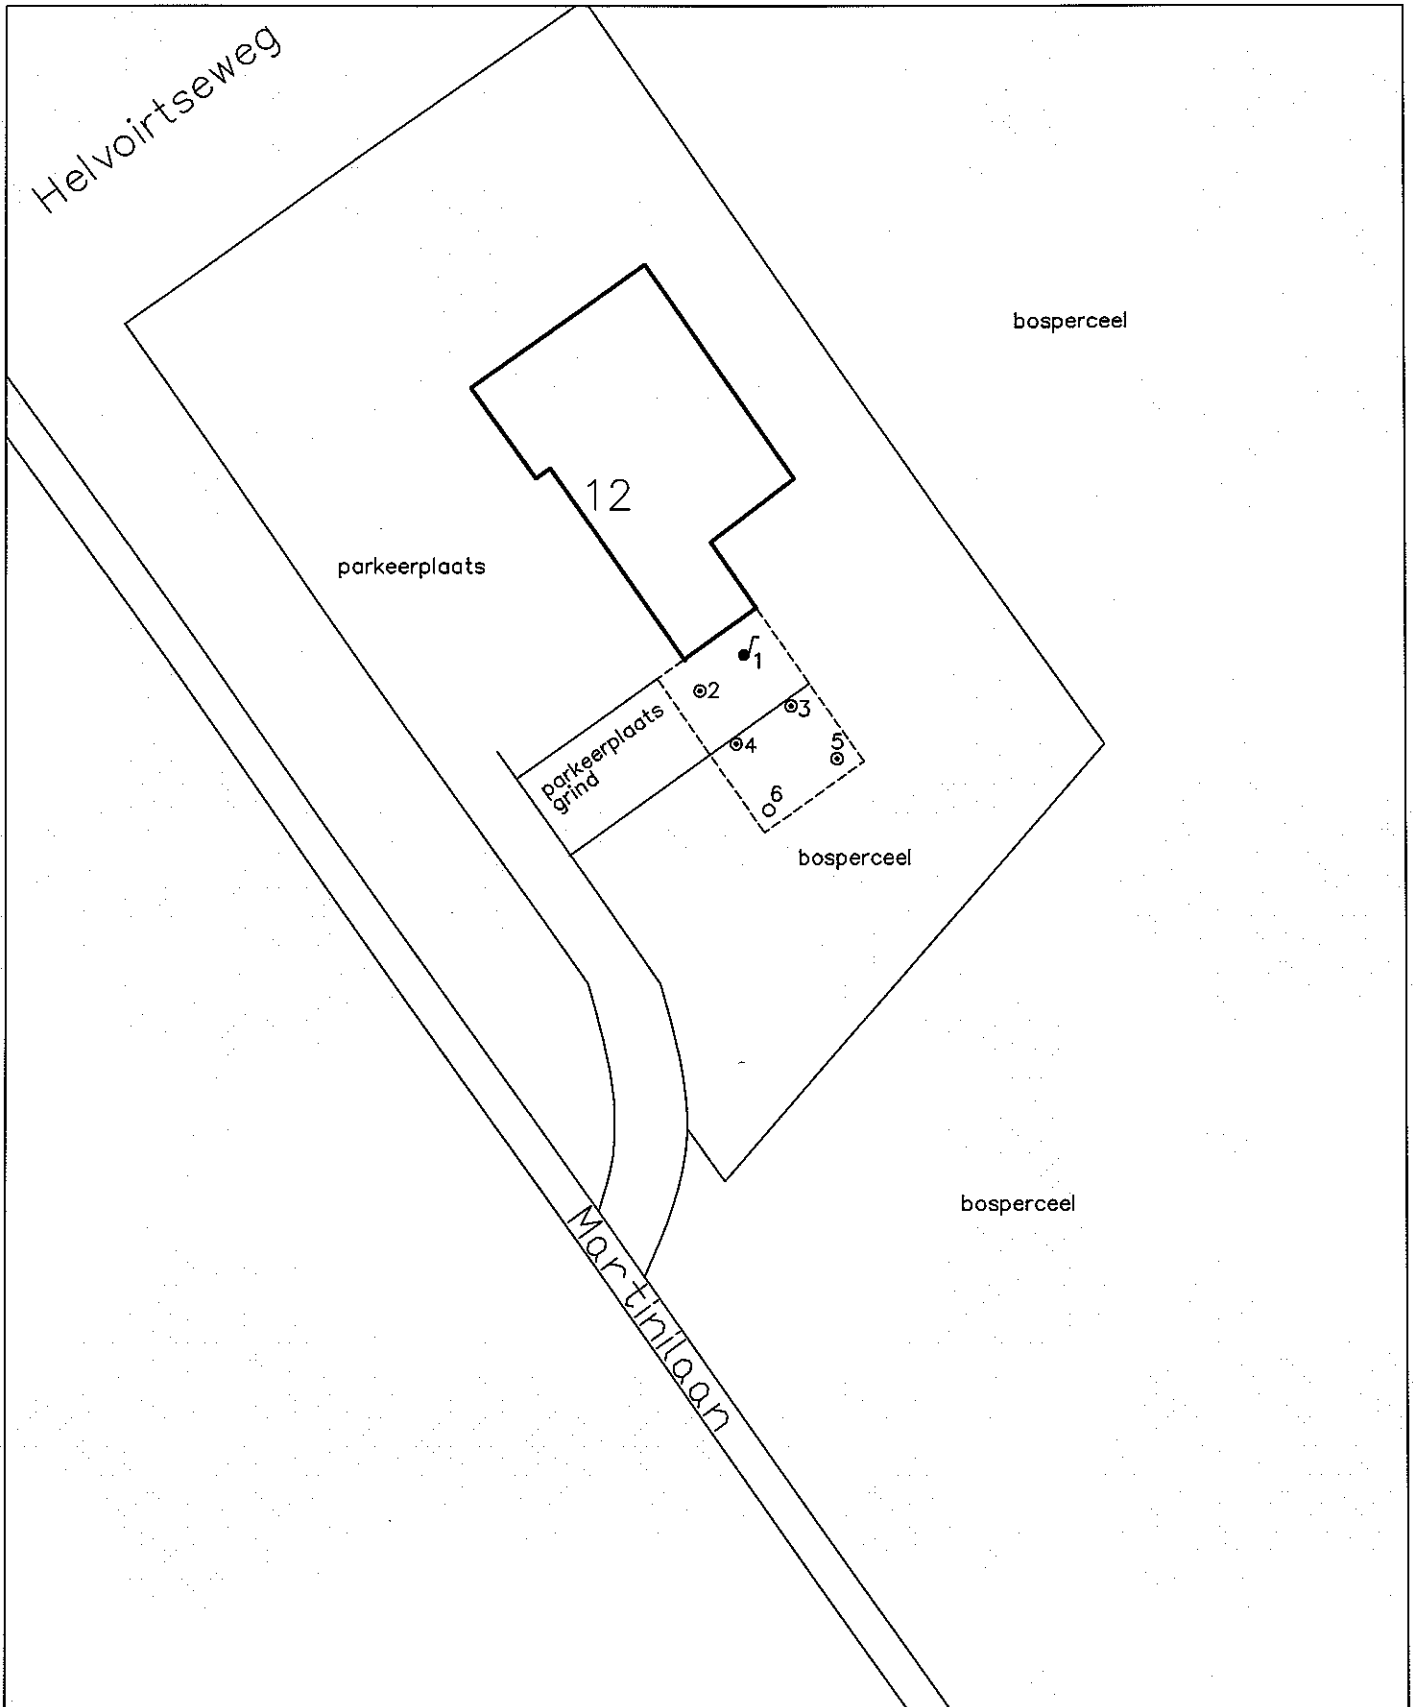 Helvoirtseweg
bosperceel
12
parkeerplaats
1
2
3
parkeerplaats
grind
4
5
6
bosperceel
bosperceel
Martinilaan